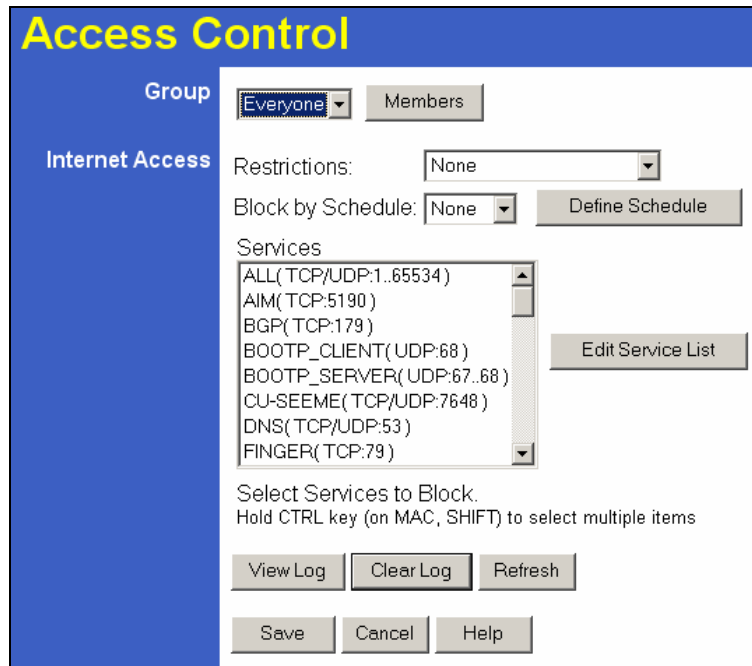 Access Control
Group Everyone Members
Internet Access Restrictions: None
Block by Schedule: None Define Schedule
Services
ALL(TCP/UDP:1..65534)
AIM(TCP:5190)
BGP(TCP:179)
BOOTP_CLIENT(UDP:68)
BOOTP_SERVER(UDP:67..68)
CU-SEEME(TCP/UDP:7648)
DNS(TCP/UDP:53)
FINGER(TCP:79)
Edit Service List
Select Services to Block.
Hold CTRL key (on MAC, SHIFT) to select multiple items
View Log Clear Log Refresh
Save Cancel Help